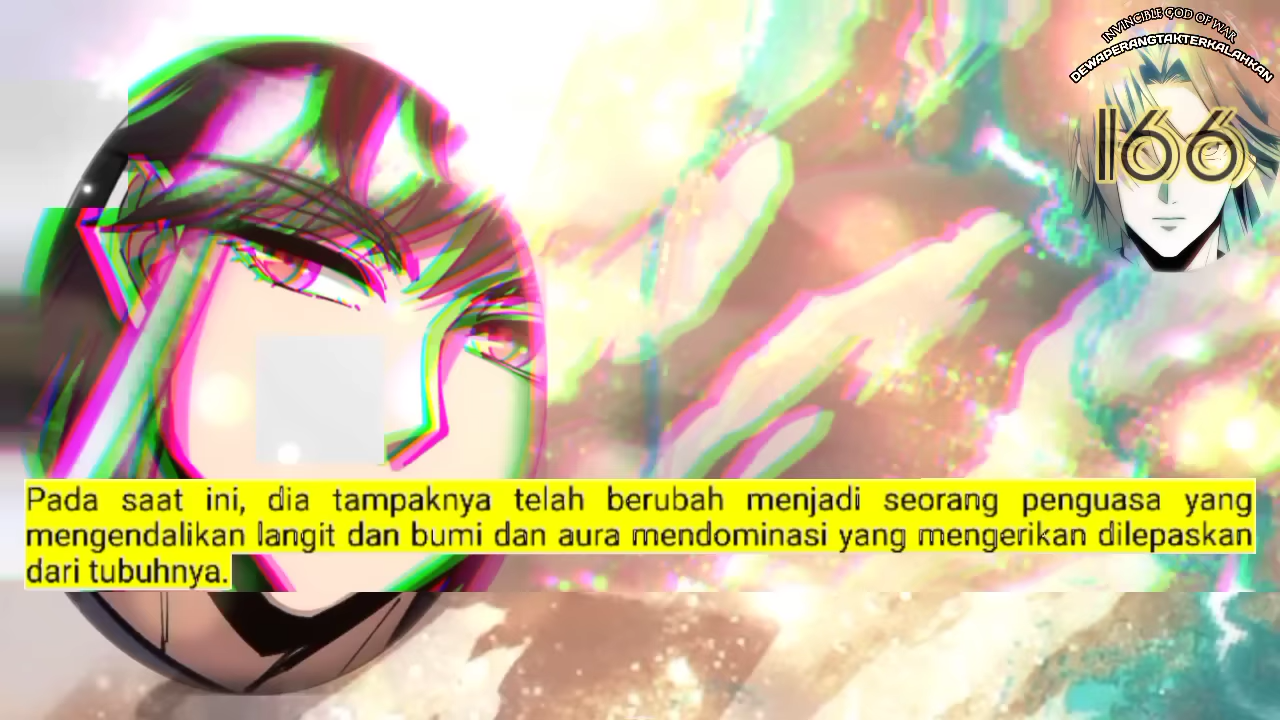 INVINCIBLE GOD OF WAR
DEWAPERANGTAKTERKALAHKAN
166
Pada saat ini, dia tampaknya telah berubah menjadi seorang penguasa yang
mengendalikan langit dan bumi dan aura mendominasi yang mengerikan dilepaskan
dari tubuhnya.